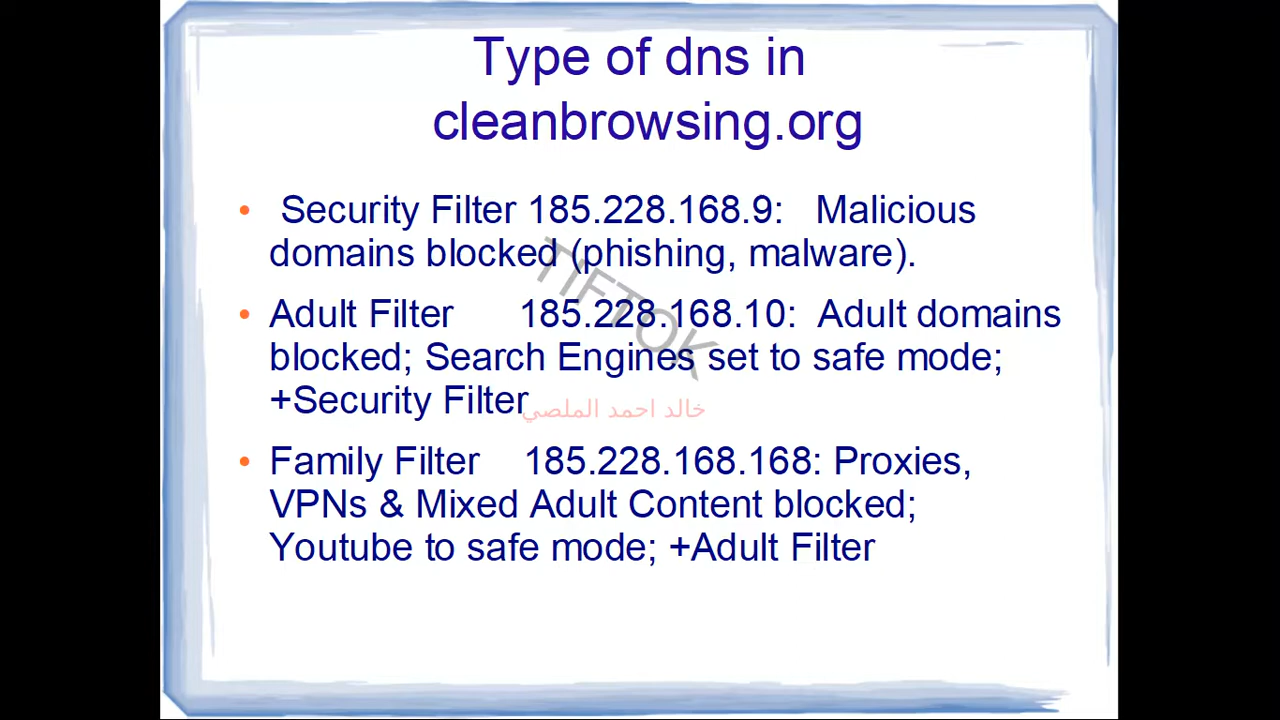 Type of dns in
cleanbrowsing.org
• Security Filter 185.228.168.9: Malicious
domains blocked (phishing, malware).
• Adult Filter 185.228.168.10: Adult domains
blocked; Search Engines set to safe mode;
+Security Filter
TIFTOK
خالد احمد الملصي
• Family Filter 185.228.168.168: Proxies,
VPNs & Mixed Adult Content blocked;
Youtube to safe mode; +Adult Filter